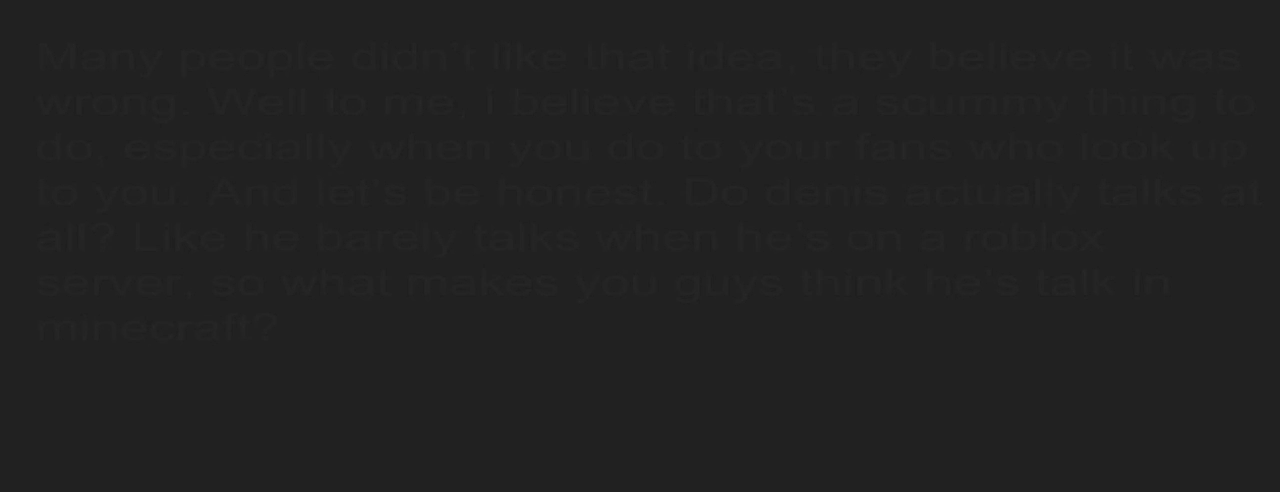 Many people didn't like that idea, they believe it was
wrong. Well to me, I believe that's a scummy thing to
do, especially when you do to your fans who look up
to you. And let's be honest. Do denis actually talks at
all? Like he barely talks when he's on a roblox
server, so what makes you guys think he's talk in
minecraft?